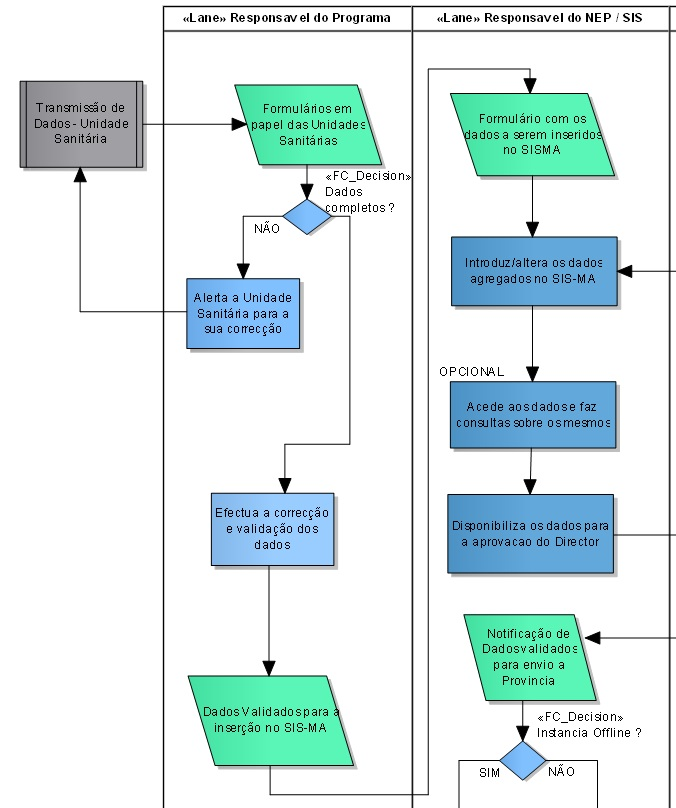 «Lane» Responsavel do Programa
«Lane» Responsavel do NEP / SIS
Transmissão de
Dados - Unidade
Sanitária
Formulários em
papel das Unidades
Sanitárias
«FC_Decision»
Dados
completos ?
NÃO
Alerta a Unidade
Sanitária para a
sua correcção
Efectua a correcção
e validação dos
dados
Dados Validados para a
inserção no SIS-MA
Formulário com os
dados a serem inseridos
no SISMA
Introduz/altera os dados
agregados no SIS-MA
OPCIONAL
Acede aos dados e faz
consultas sobre os mesmos
Disponibiliza os dados para
a aprovacao do Director
Notificação de
Dados validados
para envio a
Provincia
«FC_Decision»
Instancia Offline ?
SIM
NÃO